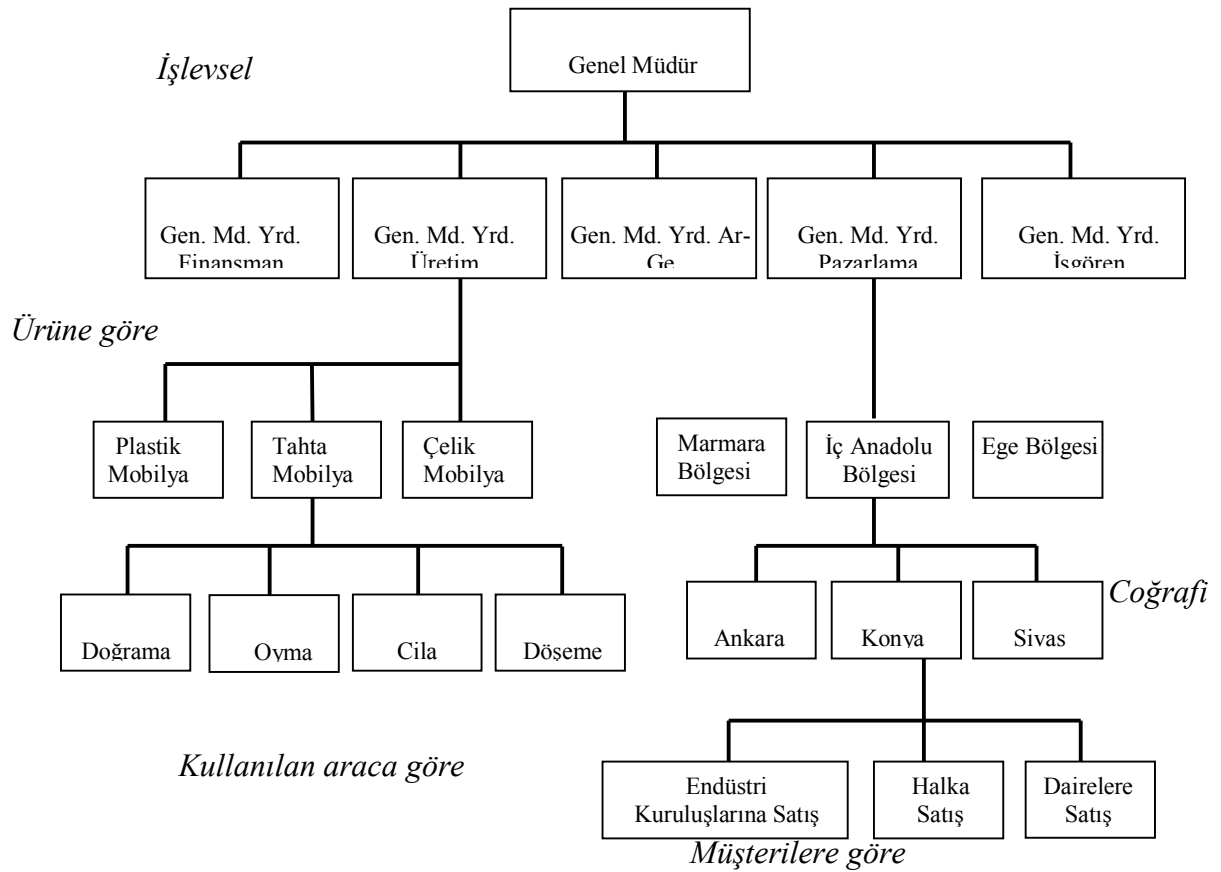 İşlevsel
Genel Müdür
Gen. Md. Yrd.
Finansman
Gen. Md. Yrd.
Üretim
Gen. Md. Yrd. Ar-
Ge
Gen. Md. Yrd.
Pazarlama
Gen. Md. Yrd.
İşgören
Ürüne göre
Plastik
Mobilya
Tahta
Mobilya
Çelik
Mobilya
Marmara
Bölgesi
İç Anadolu
Bölgesi
Ege Bölgesi
Doğrama
Oyma
Cila
Döşeme
Ankara
Konya
Sivas
Coğrafi
Kullanılan araca göre
Endüstri
Kuruluşlarına Satış
Halka
Satış
Dairelere
Satış
Müşterilere göre